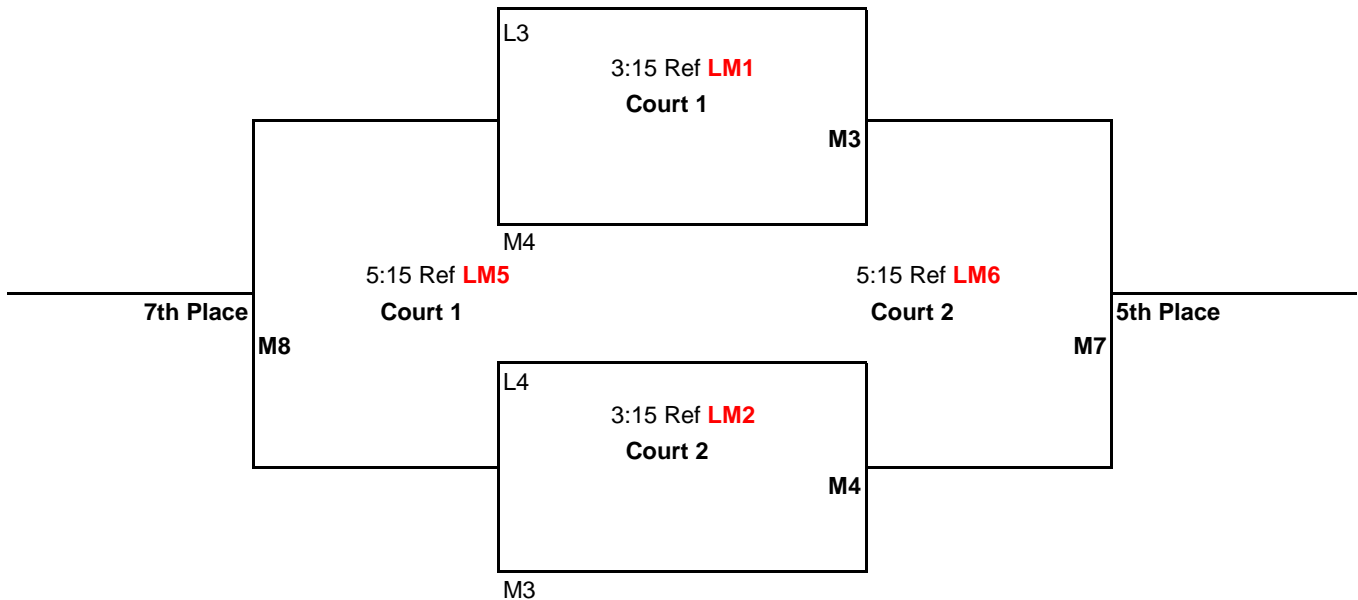 L3
3:15 Ref LM1
Court 1
M3
M4
5:15 Ref LM5
5:15 Ref LM6
7th Place
Court 1
Court 2
5th Place
M8
M7
L4
3:15 Ref LM2
Court 2
M4
M3